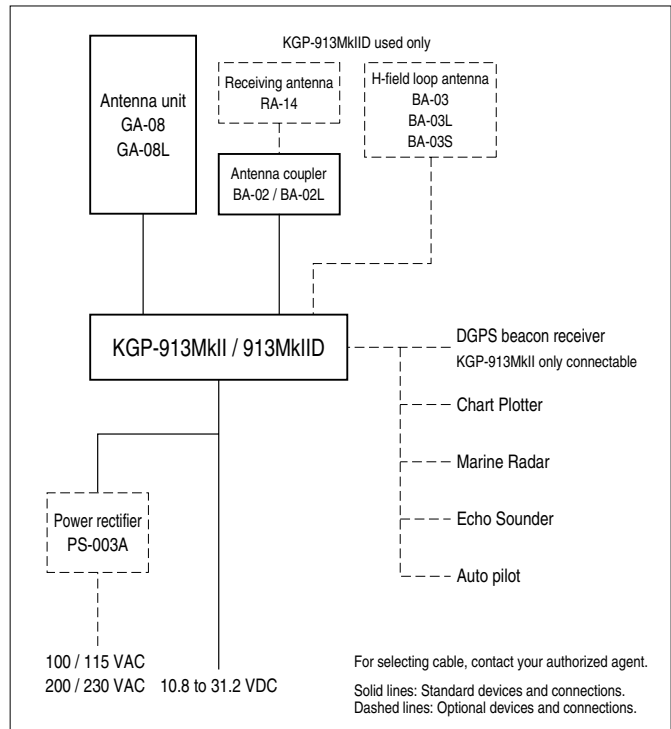 KGP-913MkIID used only
Antenna unit
GA-08
GA-08L
Receiving antenna
RA-14
H-field loop antenna
BA-03
BA-03L
BA-03S
Antenna coupler
BA-02 / BA-02L
KGP-913MkII / 913MkIID
DGPS beacon receiver
KGP-913MkII only connectable
Chart Plotter
Marine Radar
Echo Sounder
Auto pilot
Power rectifier
PS-003A
100 / 115 VAC
200 / 230 VAC
10.8 to 31.2 VDC
For selecting cable, contact your authorized agent.
Solid lines: Standard devices and connections.
Dashed lines: Optional devices and connections.